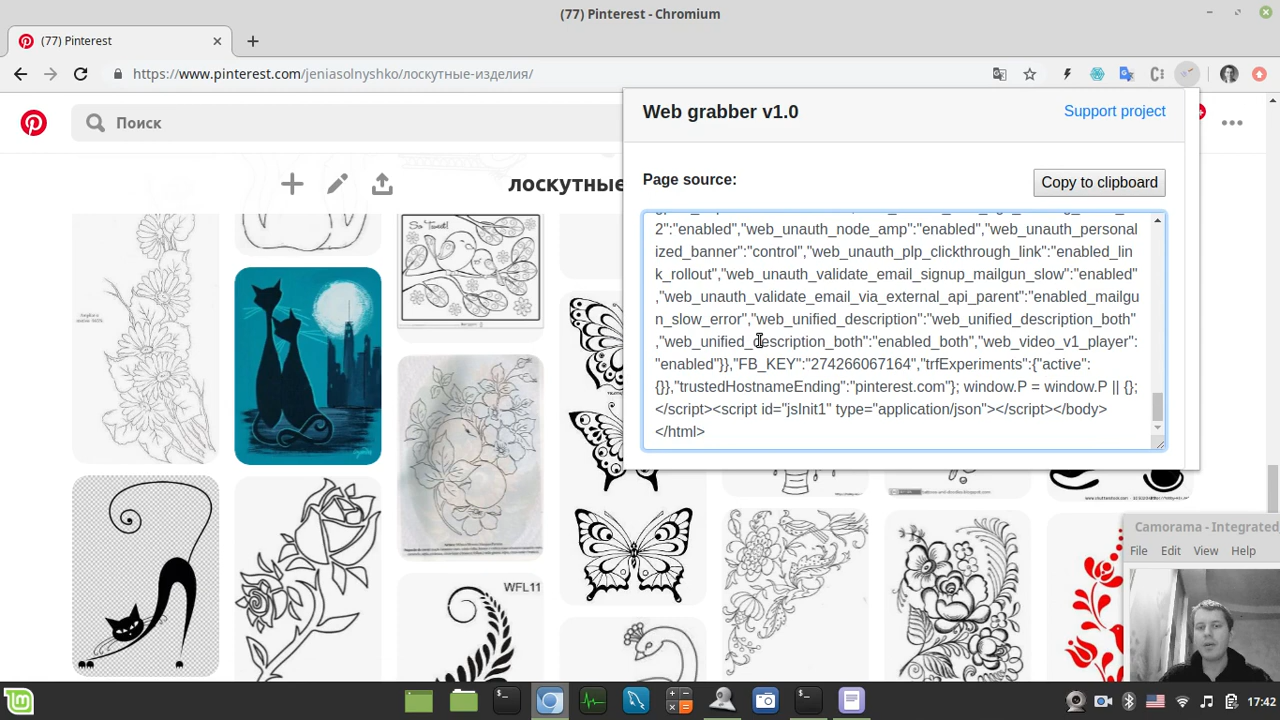 (77) Pinterest - Chromium
(77) Pinterest
https://www.pinterest.com/jeniasolnyshko/лоскутные-изделия/
Поиск
лоскутные
Web grabber v1.0
Support project
Page source:
Copy to clipboard
2":"enabled","web_unauth_node_amp":"enabled","web_unauth_personal
ized_banner":"control","web_unauth_plp_clickthrough_link":"enabled_lin
k_rollout","web_unauth_validate_email_signup_mailgun_slow":"enabled"
,"web_unauth_validate_email_via_external_api_parent":"enabled_mailgu
n_slow_error","web_unified_description":"web_unified_description_both"
,"web_unified_description_both":"enabled_both","web_video_v1_player":
"enabled"}},"FB_KEY":"274266067164","trfExperiments":{"active":
{}},"trustedHostnameEnding":"pinterest.com"}; window.P = window.P || {};
</script><script id="jsInit1" type="application/json"></script></body>
</html>
So Tweet!
WFL11
Camorama - Integrated
File Edit View Help
17:42